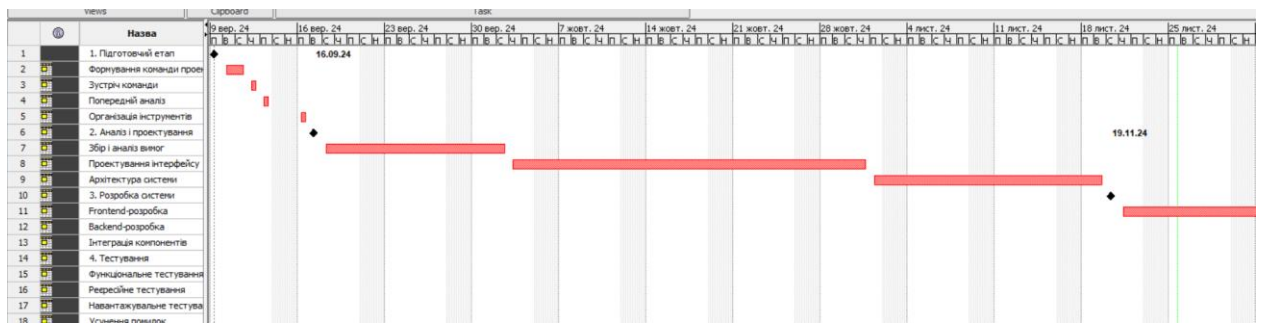 Views Clipboard Task
9 вер. 24 16 вер. 24 23 вер. 24 30 вер. 24 7 жовт. 24 14 жовт. 24 21 жовт. 24 28 жовт. 24 4 лист. 24 11 лист. 24 18 лист. 24 25 лист. 24
Назва П В С Ч П С Н П В С Ч П С Н П В С Ч П С Н П В С Ч П С Н П В С Ч П С Н П В С Ч П С Н П В С Ч П С Н П В С Ч П С Н П В С Ч П С Н П В С Ч П С Н П В С Ч П С Н П В С Ч П С Н
1 1. Підготовчий етап 16.09.24
2 Формування команди проек
3 Зустріч команди
4 Попередній аналіз
5 Організація інструментів
6 2. Аналіз і проектування 19.11.24
7 Збір і аналіз вимог
8 Проектування інтерфейсу
9 Архітектура системи
10 3. Розробка системи
11 Frontend-розробка
12 Backend-розробка
13 Інтеграція компонентів
14 4. Тестування
15 Функціональне тестування
16 Регресійне тестування
17 Навантажувальне тестува
18 Усунення помилок